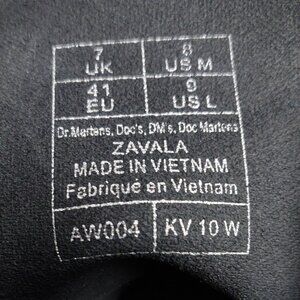 7 8
UK US M
41 9
EU US L
Dr.Martens, Doc's, DM's, Doc Martens
ZAVALA
MADE IN VIETNAM
Fabriqué en Vietnam
AW004 KV 10 W